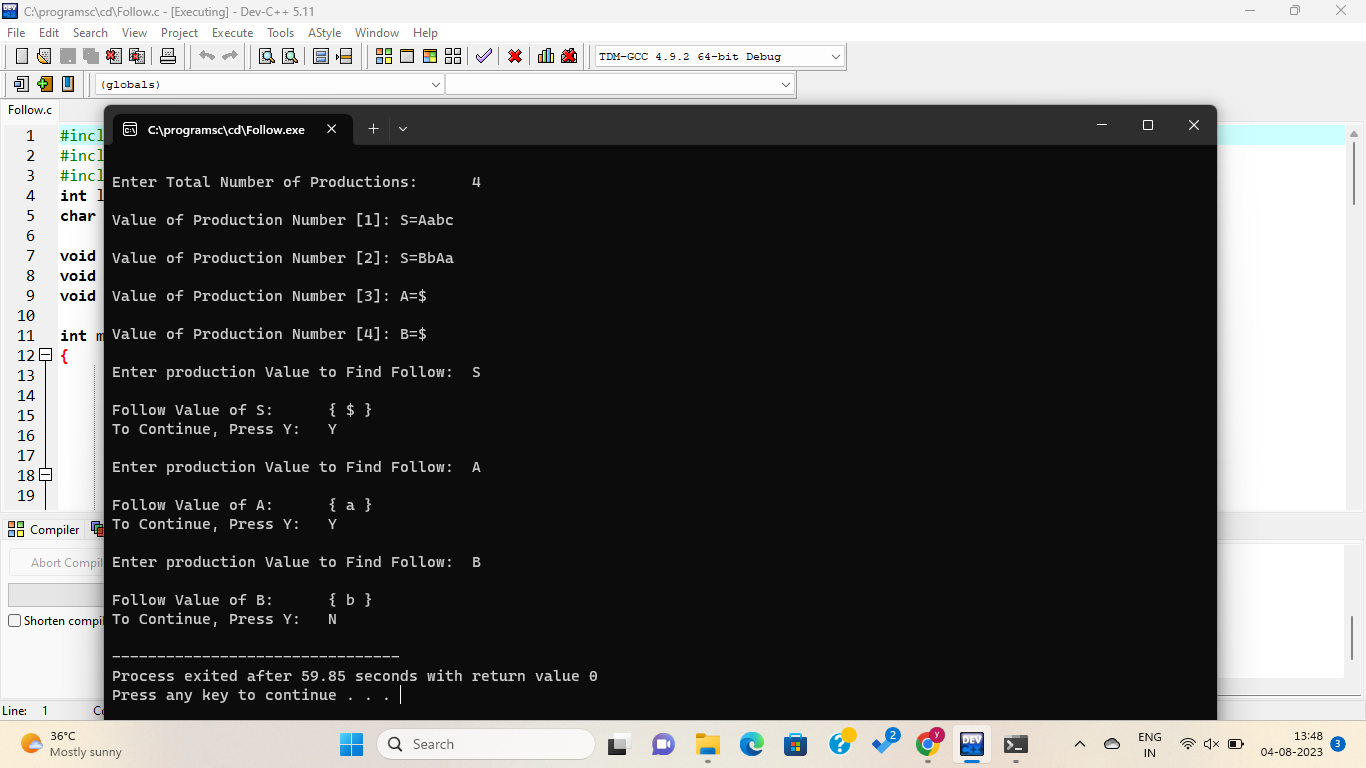 C:\programsc\cd\Follow.c - [Executing] - Dev-C++ 5.11
File Edit Search View Project Execute Tools AStyle Window Help
TDM-GCC 4.9.2 64-bit Debug
(globals)
Follow.c
C:\programsc\cd\Follow.exe
1 #incl
2 #incl
3 #incl
4 int l
5 char
6
7 void
8 void
9 void
10
11 int m
12 {
13
14
15
16
17
18
19
Enter Total Number of Productions: 4
Value of Production Number [1]: S=Aabc
Value of Production Number [2]: S=BbAa
Value of Production Number [3]: A=$
Value of Production Number [4]: B=$
Enter production Value to Find Follow: S
Follow Value of S: { $ }
To Continue, Press Y: Y
Enter production Value to Find Follow: A
Follow Value of A: { a }
To Continue, Press Y: Y
Enter production Value to Find Follow: B
Follow Value of B: { b }
To Continue, Press Y: N
--------------------------------
Process exited after 59.85 seconds with return value 0
Press any key to continue . . .
Compiler
Abort Compil
Shorten compil
Line: 1 Co
36°C
Mostly sunny
Search
2
y
DEV
ENG
IN
13:48
04-08-2023
3